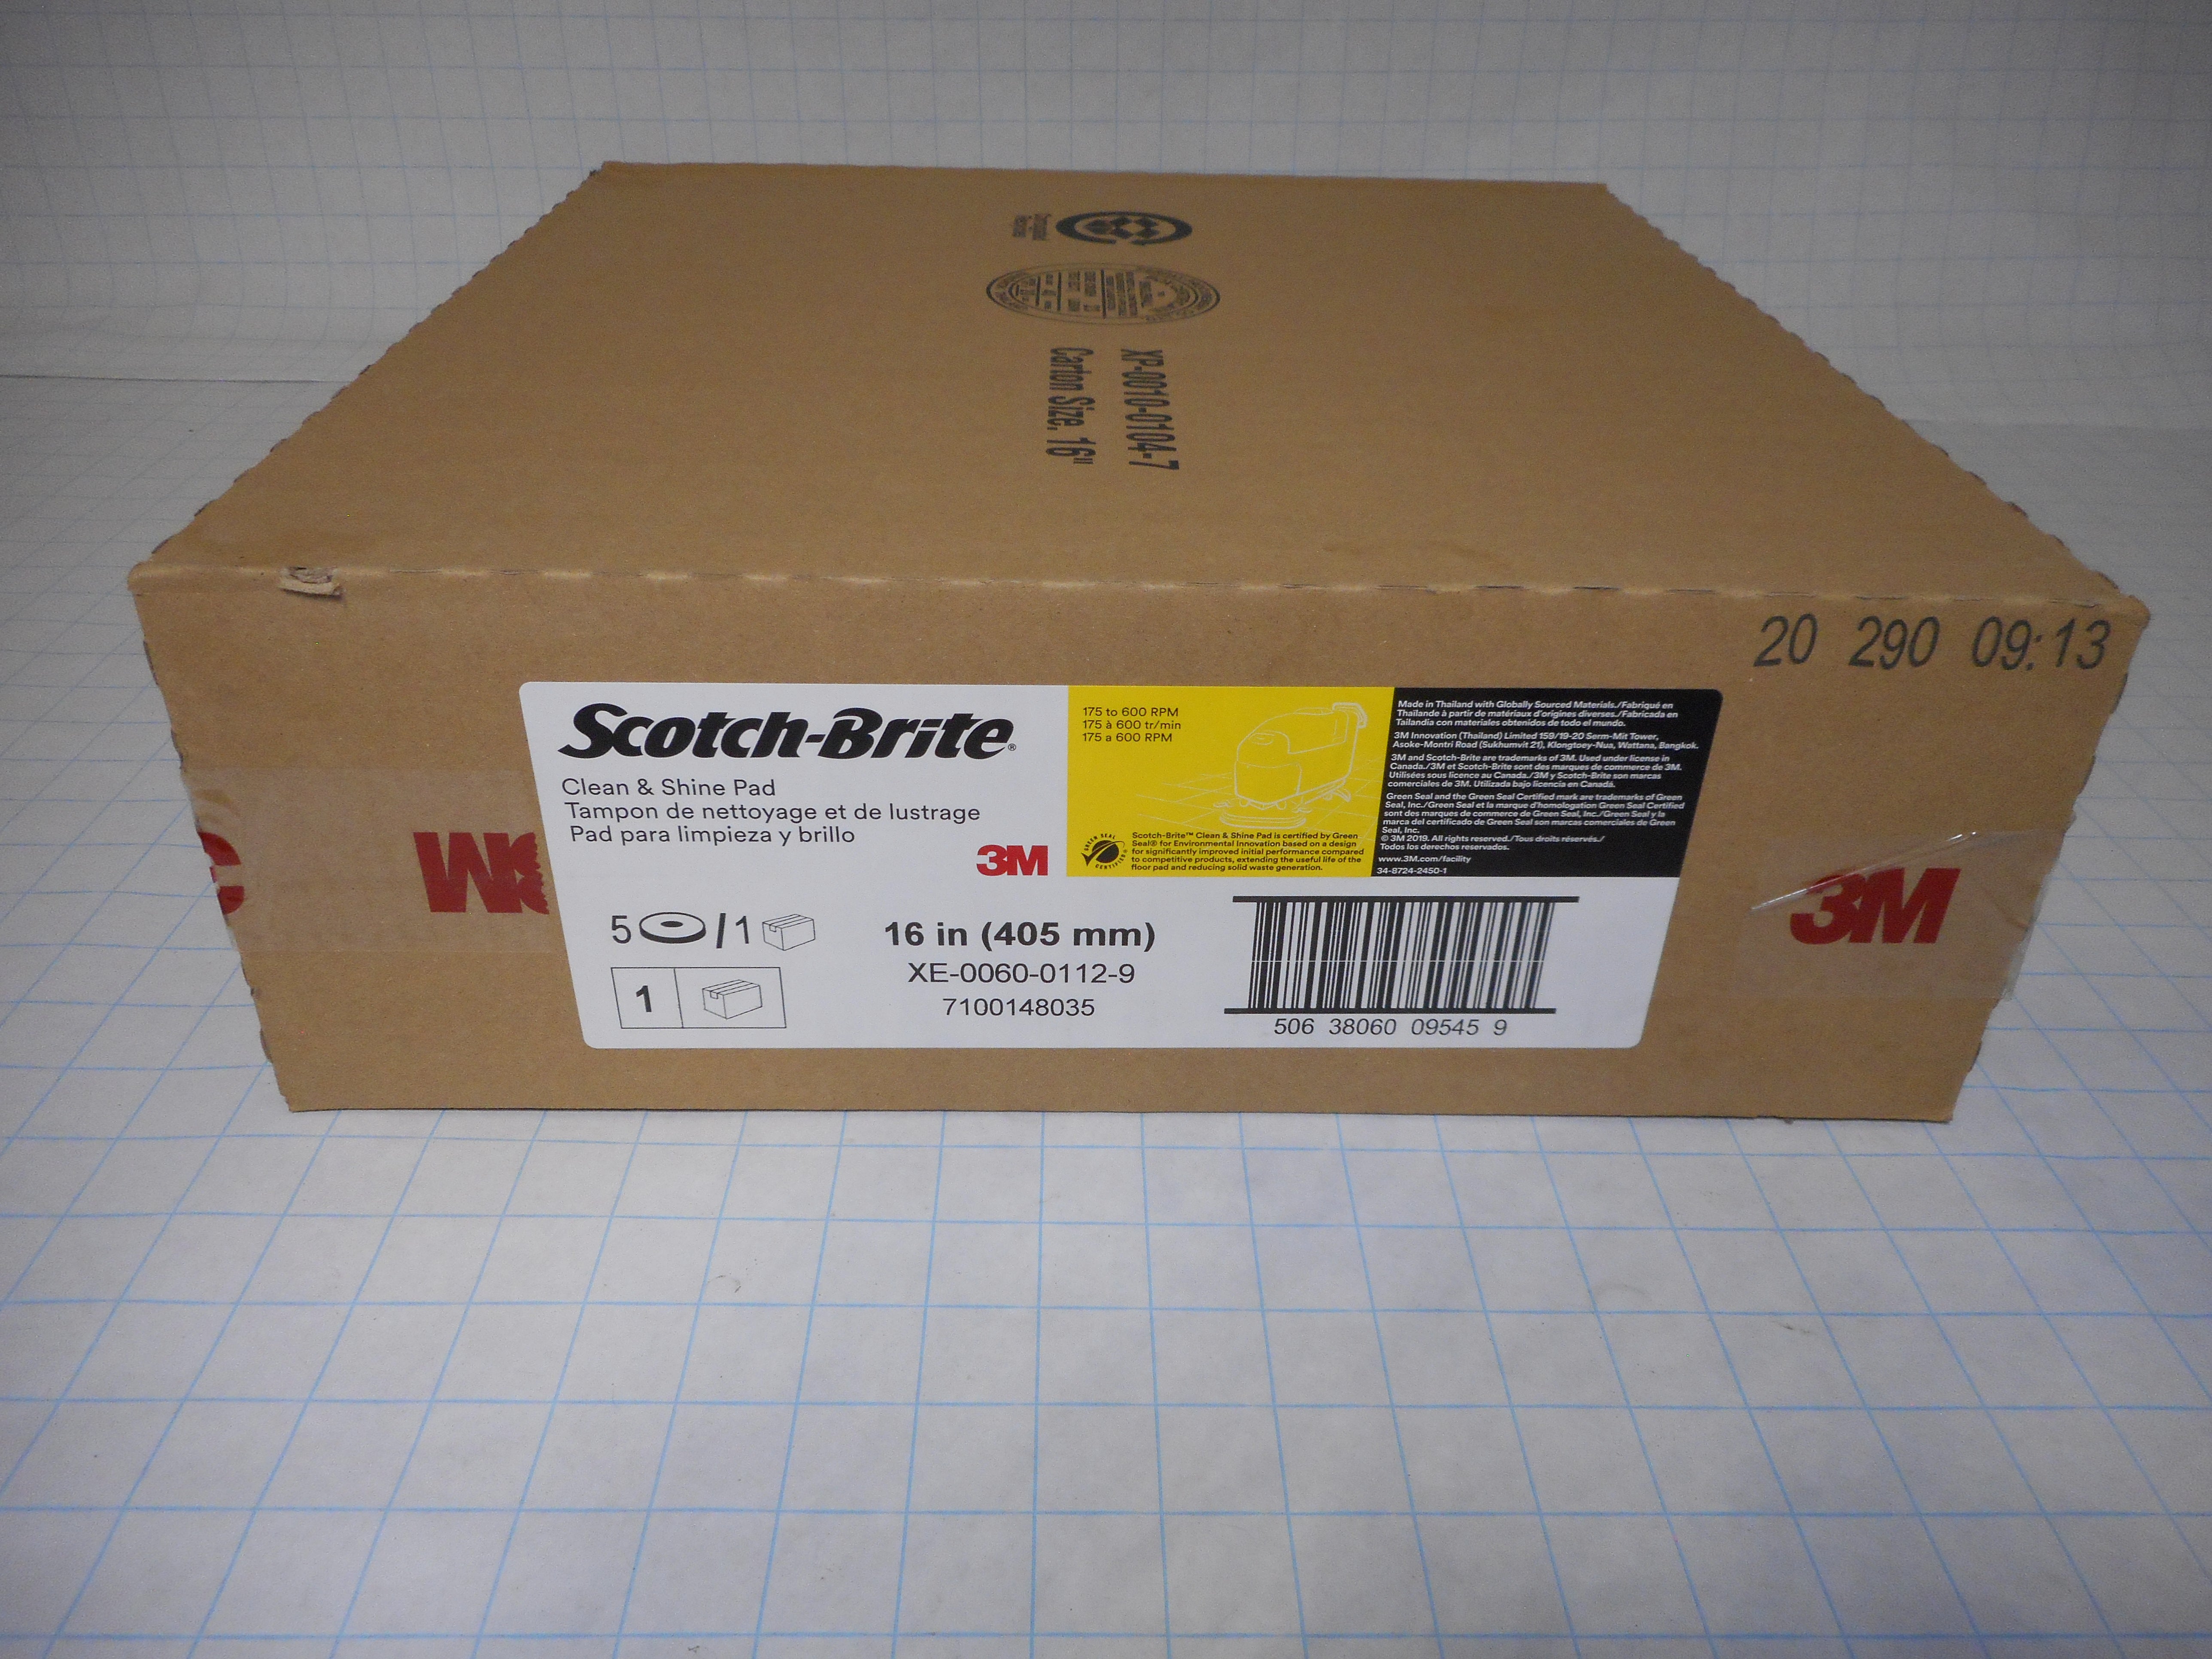 XP-0010-0104-7
Carton Size, 16"
20 290 09:13
Scotch-Brite®
Clean & Shine Pad
Tampon de nettoyage et de lustrage
Pad para limpieza y brillo
3M
175 to 600 RPM
175 à 600 tr/min
175 a 600 RPM
GREEN SEAL
CERTIFIED
Scotch-Brite™ Clean & Shine Pad is certified by Green
Seal® for Environmental Innovation based on a design
for significantly improved initial performance compared
to competitive products, extending the useful life of the
floor pad and reducing solid waste generation.
Made in Thailand with Globally Sourced Materials./Fabriqué en
Thaïlande à partir de matériaux d'origines diverses./Fabricada en
Tailandia con materiales obtenidos de todo el mundo.
3M Innovation (Thailand) Limited 159/19-20 Serm-Mit Tower,
Asoke-Montri Road (Sukhumvit 21), Klongtoey-Nua, Wattana, Bangkok.
3M and Scotch-Brite are trademarks of 3M. Used under license in
Canada./3M et Scotch-Brite sont des marques de commerce de 3M.
Utilisées sous licence au Canada./3M y Scotch-Brite son marcas
comerciales de 3M. Utilizada bajo licencia en Canadá.
Green Seal and the Green Seal Certified mark are trademarks of Green
Seal, Inc./Green Seal et la marque d'homologation Green Seal Certified
sont des marques de commerce de Green Seal, Inc./Green Seal y la
marca del certificado de Green Seal son marcas comerciales de Green
Seal, Inc.
© 3M 2019. All rights reserved./Tous droits réservés./
Todos los derechos reservados.
www.3M.com/facility
34-8724-2450-1
5 / 1
1
16 in (405 mm)
XE-0060-0112-9
7100148035
506 38060 09545 9
3M